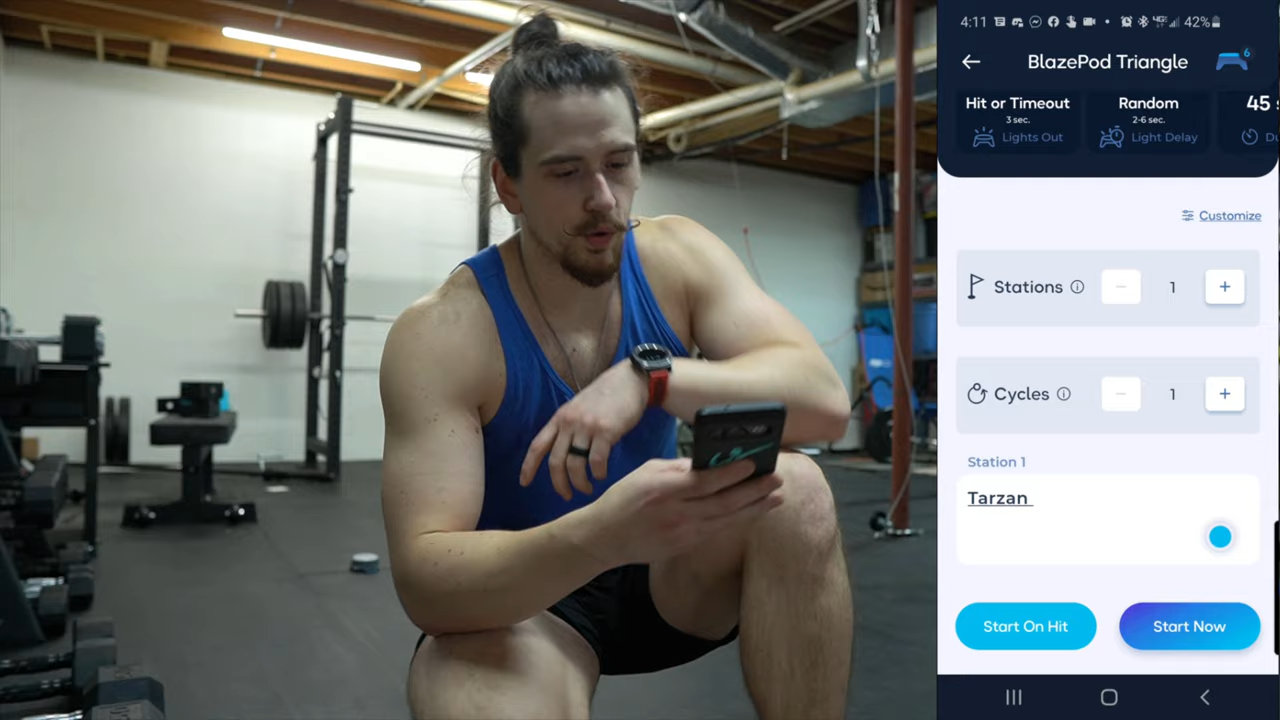 4:11
42%
BlazePod Triangle
6
Hit or Timeout
3 sec.
Lights Out
Random
2-6 sec.
Light Delay
45 s
Du
Customize
Stations
1
Cycles
1
Station 1
Tarzan
Start On Hit
Start Now